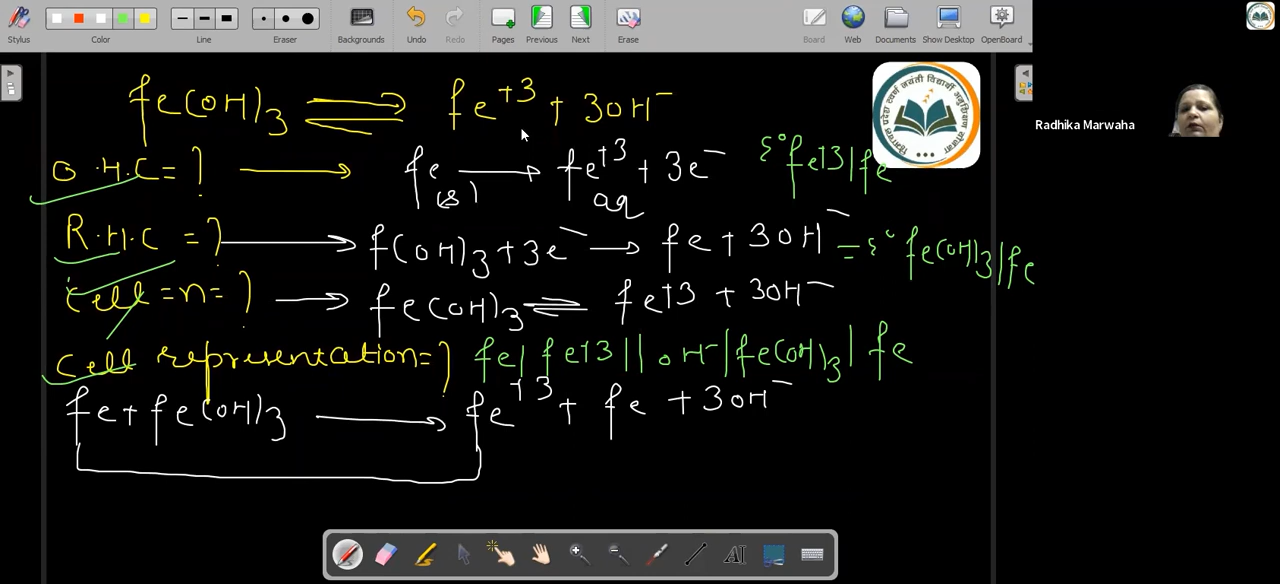 Stylus Color Line Eraser Backgrounds Undo Redo Pages Previous Next Erase Board Web Documents Show Desktop OpenBoard
Radhika Marwaha
fe(OH)3 ⇌ fe+3 + 3OH−
O.H.C = ? → fe(s) → fe+3 aq + 3e− ε° fe+3|fe
R.H.C = ? → f(OH)3 + 3e− → fe + 3OH− = ε° fe(OH)3|fe
Cell = n = ? → fe(OH)3 ⇌ fe+3 + 3OH−
Cell representation = ? fe| fe+3|| OH−|fe(OH)3| fe
fe + fe(OH)3 → fe+3 + fe + 3OH−
AI